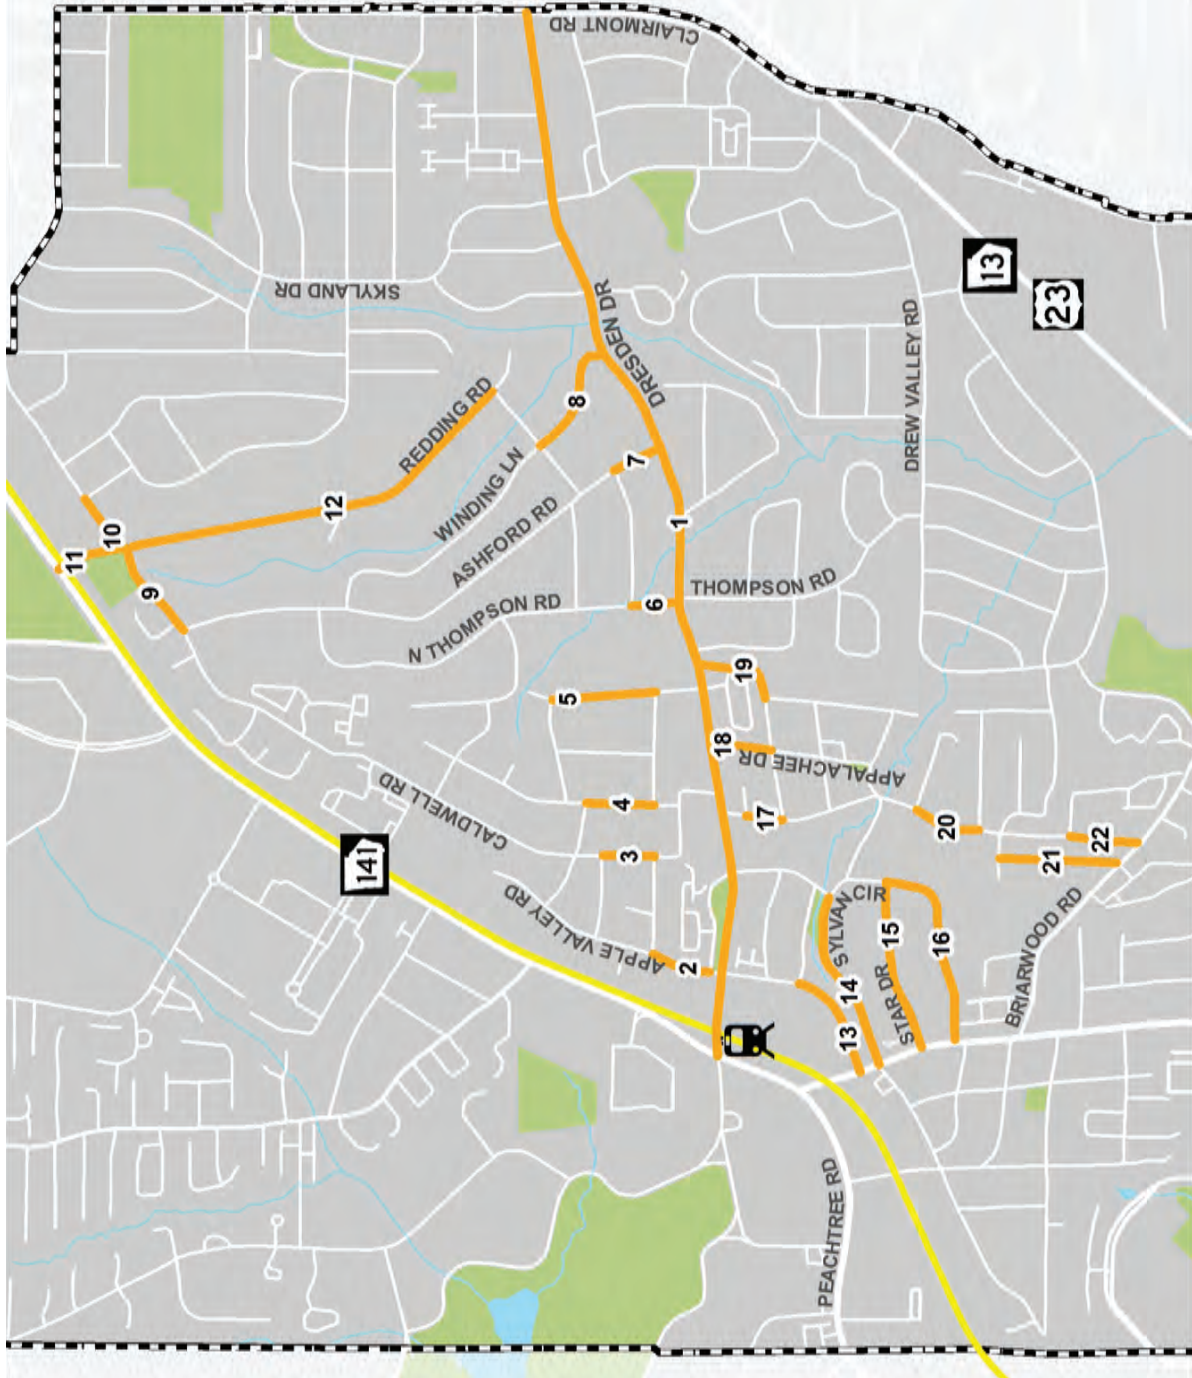 CLAIRMONT RD
SKYLAND DR
13
23
DRESDEN DR
DREW VALLEY RD
REDDING RD
8
WINDING LN
7
ASHFORD RD
12
10
11
9
1
6
THOMPSON RD
N THOMPSON RD
5
19
18
APPALACHEE DR
4
17
20
3
CALDWELL RD
141
22
21
APPLE VALLEY RD
2
SYLVAN CIR
15
16
14
STAR DR
13
BRIARWOOD RD
PEACHTREE RD